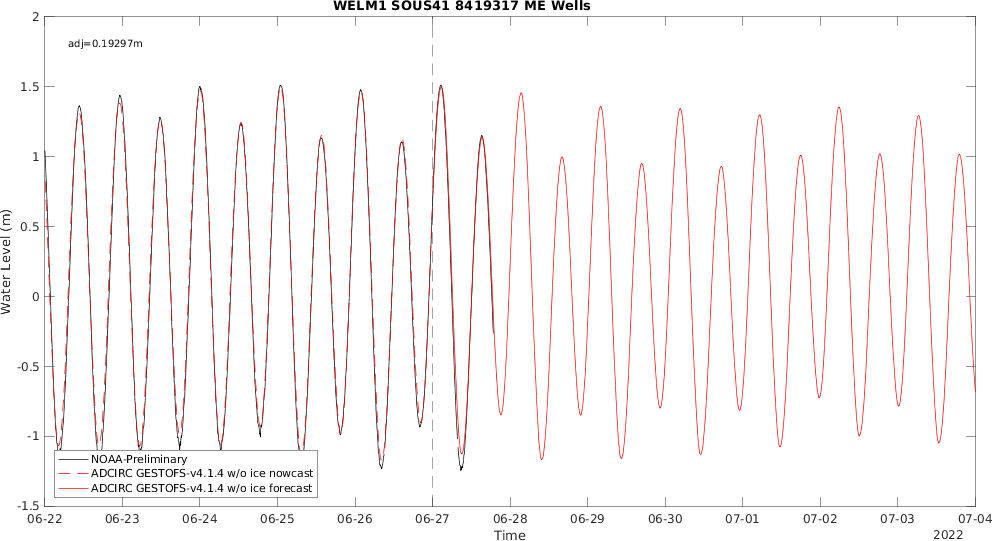 WELM1 SOUS41 8419317 ME Wells
adj=0.19297m
2
1.5
1
0.5
0
-0.5
-1
-1.5
Water Level (m)
NOAA-Preliminary
ADCIRC GESTOFS-v4.1.4 w/o ice nowcast
ADCIRC GESTOFS-v4.1.4 w/o ice forecast
06-22 06-23 06-24 06-25 06-26 06-27 06-28 06-29 06-30 07-01 07-02 07-03 07-04
Time
2022